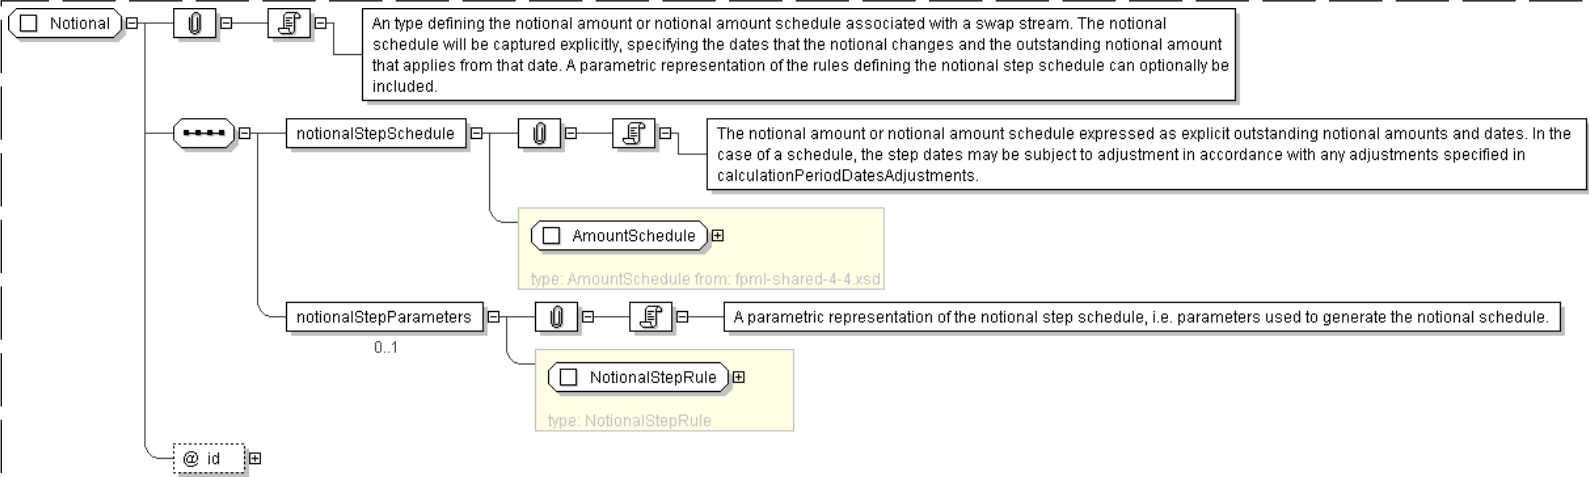 Notional
An type defining the notional amount or notional amount schedule associated with a swap stream. The notional
schedule will be captured explicitly, specifying the dates that the notional changes and the outstanding notional amount
that applies from that date. A parametric representation of the rules defining the notional step schedule can optionally be
included.
notionalStepSchedule
The notional amount or notional amount schedule expressed as explicit outstanding notional amounts and dates. In the
case of a schedule, the step dates may be subject to adjustment in accordance with any adjustments specified in
calculationPeriodDatesAdjustments.
AmountSchedule
type: AmountSchedule from: fpml-shared-4-4.xsd
notionalStepParameters
0..1
A parametric representation of the notional step schedule, i.e. parameters used to generate the notional schedule.
NotionalStepRule
type: NotionalStepRule
@ id